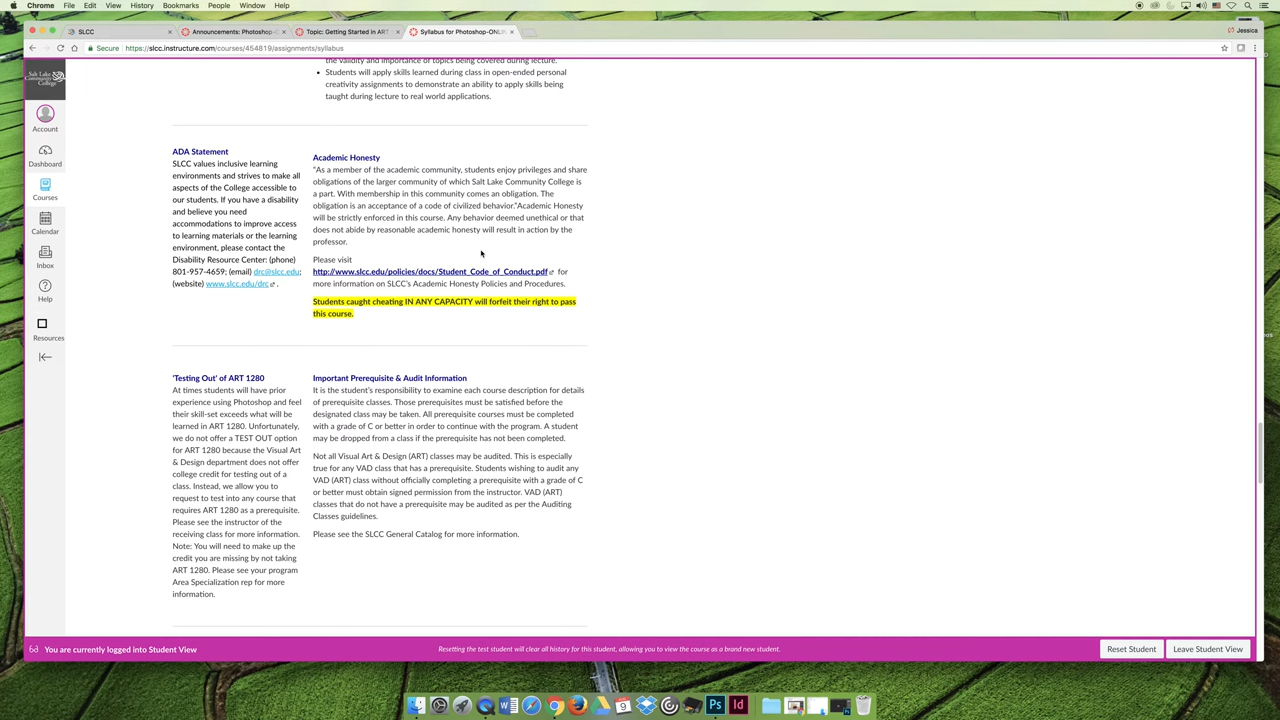 Chrome File Edit View History Bookmarks People Window Help
SLCC
Announcements: Photoshop-C
Topic: Getting Started in ART
Syllabus for Photoshop-ONLIN
Jessica
Secure https://slcc.instructure.com/courses/454819/assignments/syllabus
Salt Lake
Community
College
Account
Dashboard
Courses
Calendar
Inbox
Help
Resources
the validity and importance of topics being covered during lecture.
• Students will apply skills learned during class in open-ended personal
creativity assignments to demonstrate an ability to apply skills being
taught during lecture to real world applications.
ADA Statement
SLCC values inclusive learning
environments and strives to make all
aspects of the College accessible to
our students. If you have a disability
and believe you need
accommodations to improve access
to learning materials or the learning
environment, please contact the
Disability Resource Center: (phone)
801-957-4659; (email) drc@slcc.edu;
(website) www.slcc.edu/drc .
Academic Honesty
"As a member of the academic community, students enjoy privileges and share
obligations of the larger community of which Salt Lake Community College is
a part. With membership in this community comes an obligation. The
obligation is an acceptance of a code of civilized behavior."Academic Honesty
will be strictly enforced in this course. Any behavior deemed unethical or that
does not abide by reasonable academic honesty will result in action by the
professor.
Please visit
http://www.slcc.edu/policies/docs/Student_Code_of_Conduct.pdf for
more information on SLCC's Academic Honesty Policies and Procedures.
Students caught cheating IN ANY CAPACITY will forfeit their right to pass
this course.
'Testing Out' of ART 1280
At times students will have prior
experience using Photoshop and feel
their skill-set exceeds what will be
learned in ART 1280. Unfortunately,
we do not offer a TEST OUT option
for ART 1280 because the Visual Art
& Design department does not offer
college credit for testing out of a
class. Instead, we allow you to
request to test into any course that
requires ART 1280 as a prerequisite.
Please see the instructor of the
receiving class for more information.
Note: You will need to make up the
credit you are missing by not taking
ART 1280. Please see your program
Area Specialization rep for more
information.
Important Prerequisite & Audit Information
It is the student's responsibility to examine each course description for details
of prerequisite classes. Those prerequisites must be satisfied before the
designated class may be taken. All prerequisite courses must be completed
with a grade of C or better in order to continue with the program. A student
may be dropped from a class if the prerequisite has not been completed.
Not all Visual Art & Design (ART) classes may be audited. This is especially
true for any VAD class that has a prerequisite. Students wishing to audit any
VAD (ART) class without officially completing a prerequisite with a grade of C
or better must obtain signed permission from the instructor. VAD (ART)
classes that do not have a prerequisite may be audited as per the Auditing
Classes guidelines.
Please see the SLCC General Catalog for more information.
You are currently logged into Student View
Resetting the test student will clear all history for this student, allowing you to view the course as a brand new student.
Reset Student
Leave Student View
9
Ps
Id